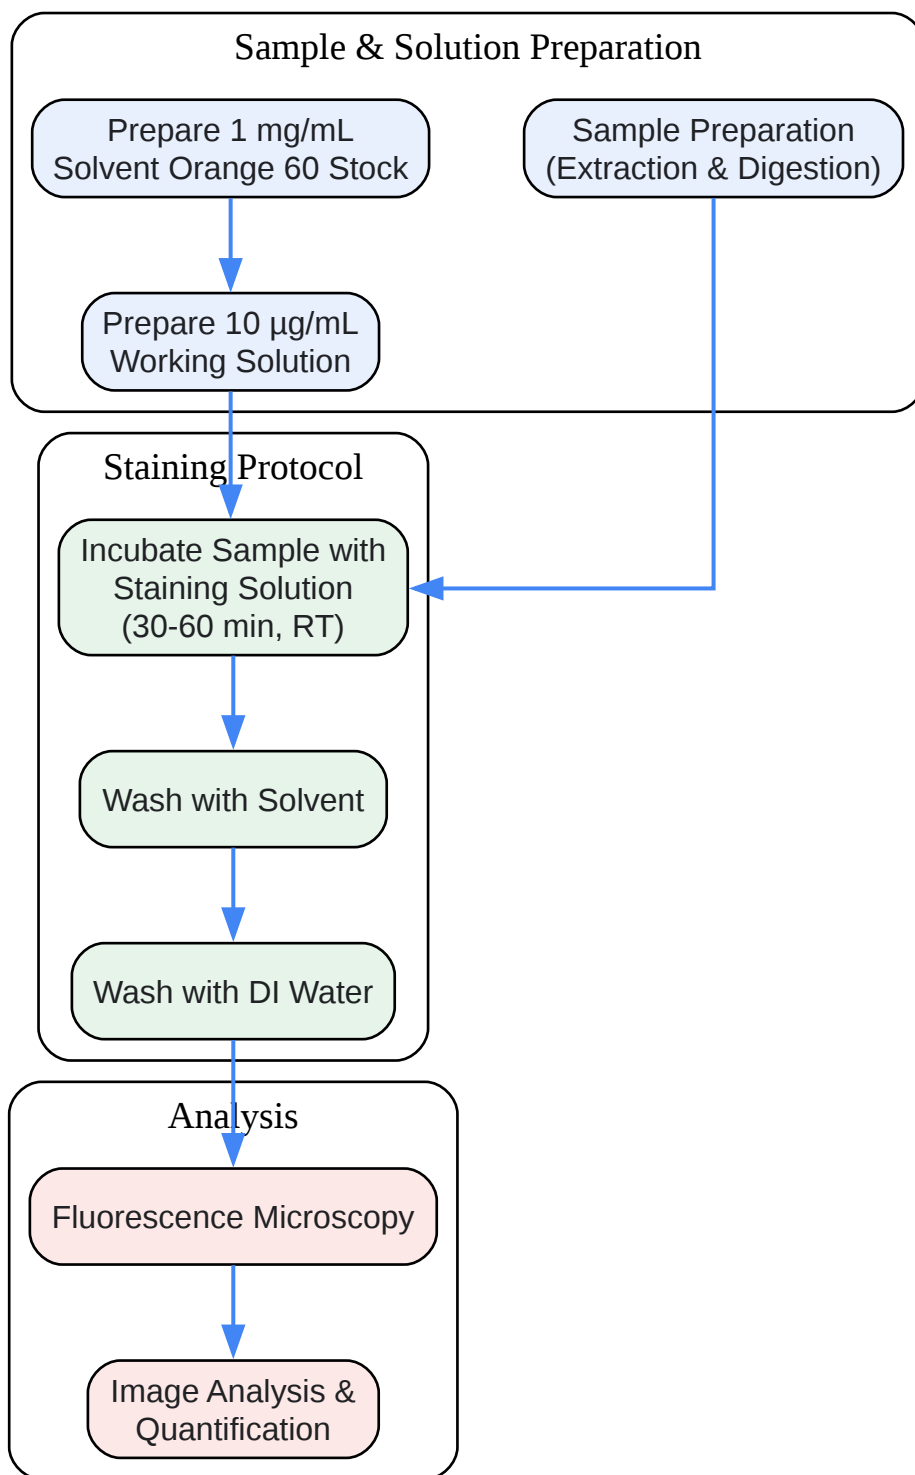 Sample & Solution Preparation
Prepare 1 mg/mL
Solvent Orange 60 Stock
Sample Preparation
(Extraction & Digestion)
Prepare 10 µg/mL
Working Solution
Staining Protocol
Incubate Sample with
Staining Solution
(30-60 min, RT)
Wash with Solvent
Wash with DI Water
Analysis
Fluorescence Microscopy
Image Analysis &
Quantification